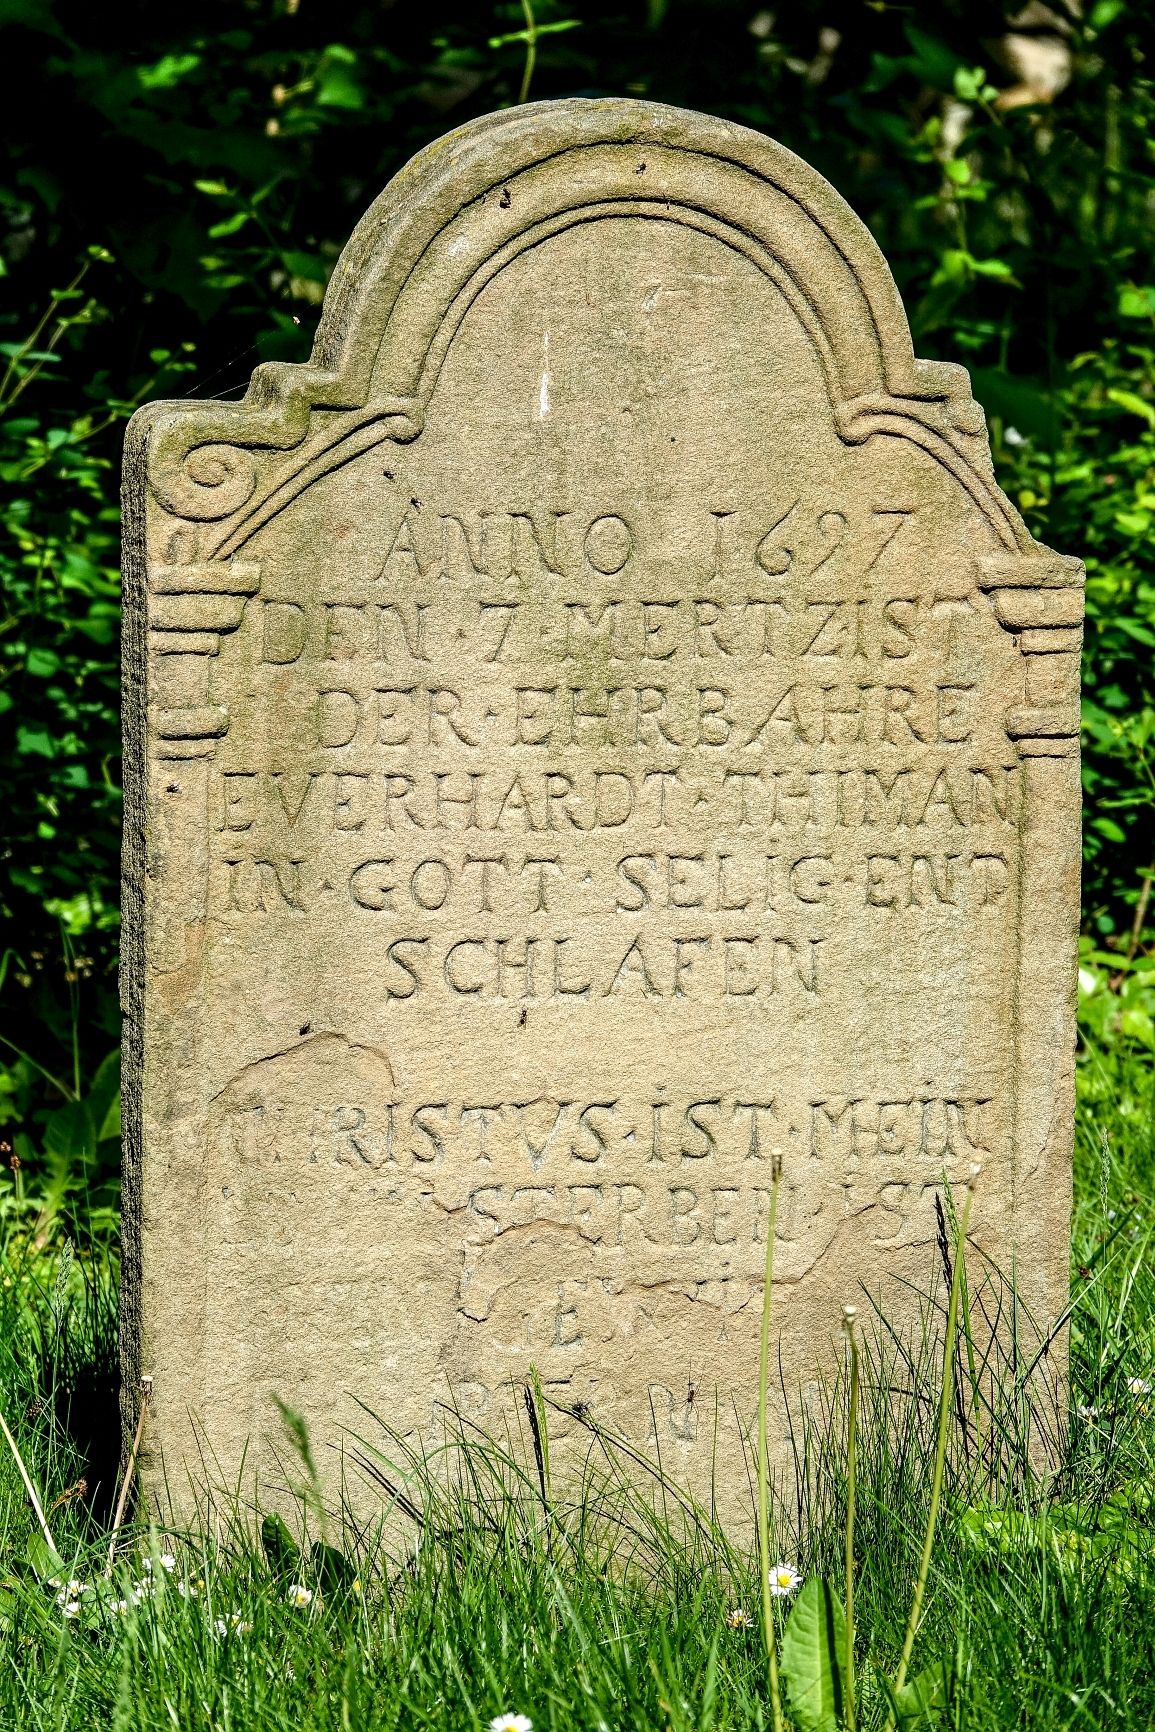 ANNO 1697
DEN · 7 · MERTZ · IST
DER · EHRBAHRE
EVERHARDT · THIMAN
IN · GOTT · SELIG · ENT
SCHLAFEN
CHRISTVS · IST · MEIN
STERBEN · IST